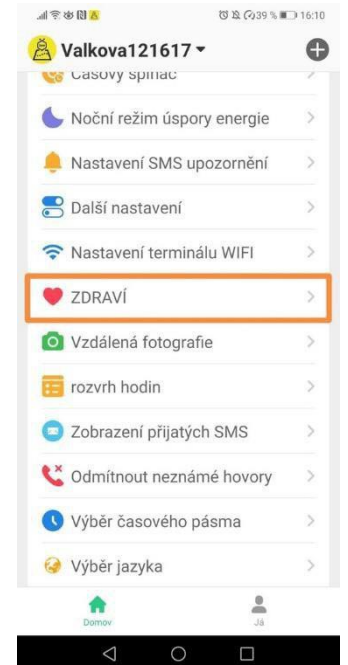 39 % 16:10
Valkova121617
Časový spínač
Noční režim úspory energie
Nastavení SMS upozornění
Další nastavení
Nastavení terminálu WIFI
ZDRAVÍ
Vzdálená fotografie
rozvrh hodin
Zobrazení přijatých SMS
Odmítnout neznámé hovory
Výběr časového pásma
Výběr jazyka
Domov
Já